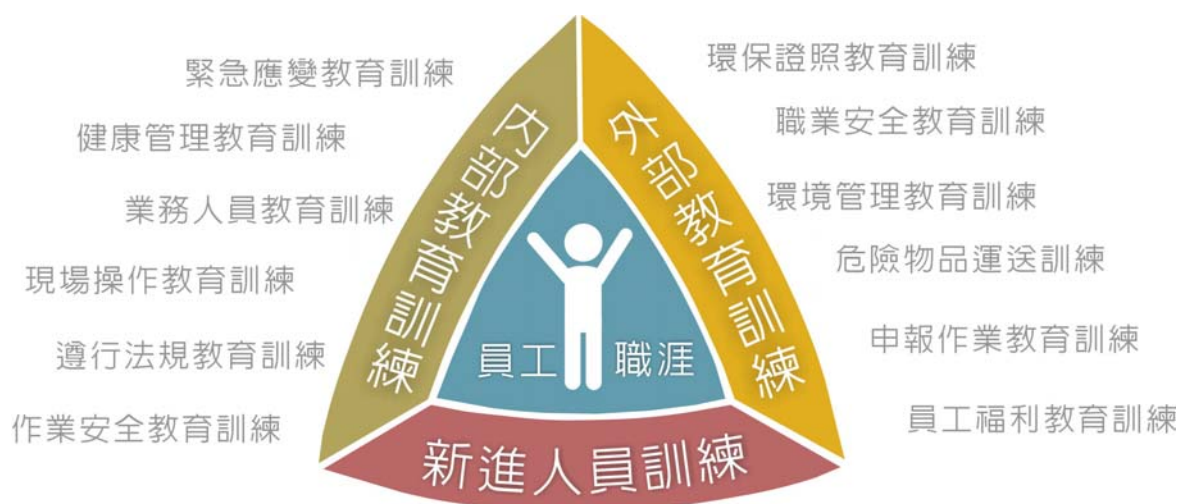 緊急應變教育訓練
健康管理教育訓練
業務人員教育訓練
現場操作教育訓練
遵行法規教育訓練
作業安全教育訓練
內部教育訓練
外部教育訓練
員工 職涯
新進人員訓練
環保證照教育訓練
職業安全教育訓練
環境管理教育訓練
危險物品運送訓練
申報作業教育訓練
員工福利教育訓練